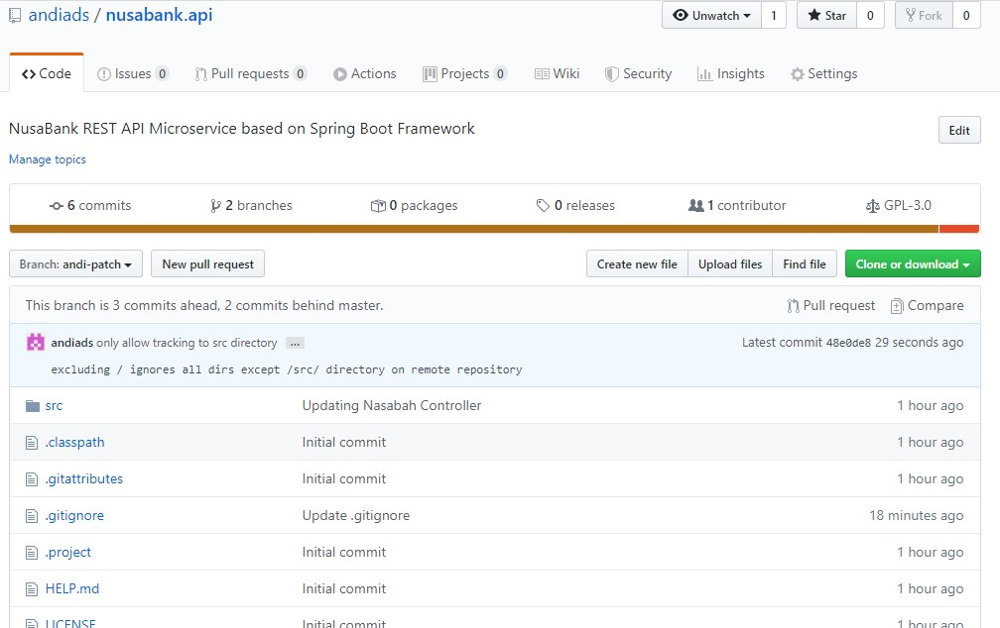 andiads / nusabank.api
Unwatch 1 Star 0 Fork 0
<> Code Issues 0 Pull requests 0 Actions Projects 0 Wiki Security Insights Settings
NusaBank REST API Microservice based on Spring Boot Framework
Edit
Manage topics
6 commits 2 branches 0 packages 0 releases 1 contributor GPL-3.0
Branch: andi-patch New pull request Create new file Upload files Find file Clone or download
This branch is 3 commits ahead, 2 commits behind master. Pull request Compare
andiads only allow tracking to src directory ... Latest commit 48e0de8 29 seconds ago
excluding / ignores all dirs except /src/ directory on remote repository
src Updating Nasabah Controller 1 hour ago
.classpath Initial commit 1 hour ago
.gitattributes Initial commit 1 hour ago
.gitignore Update .gitignore 18 minutes ago
.project Initial commit 1 hour ago
HELP.md Initial commit 1 hour ago
LICENSE Initial commit 1 hour ago